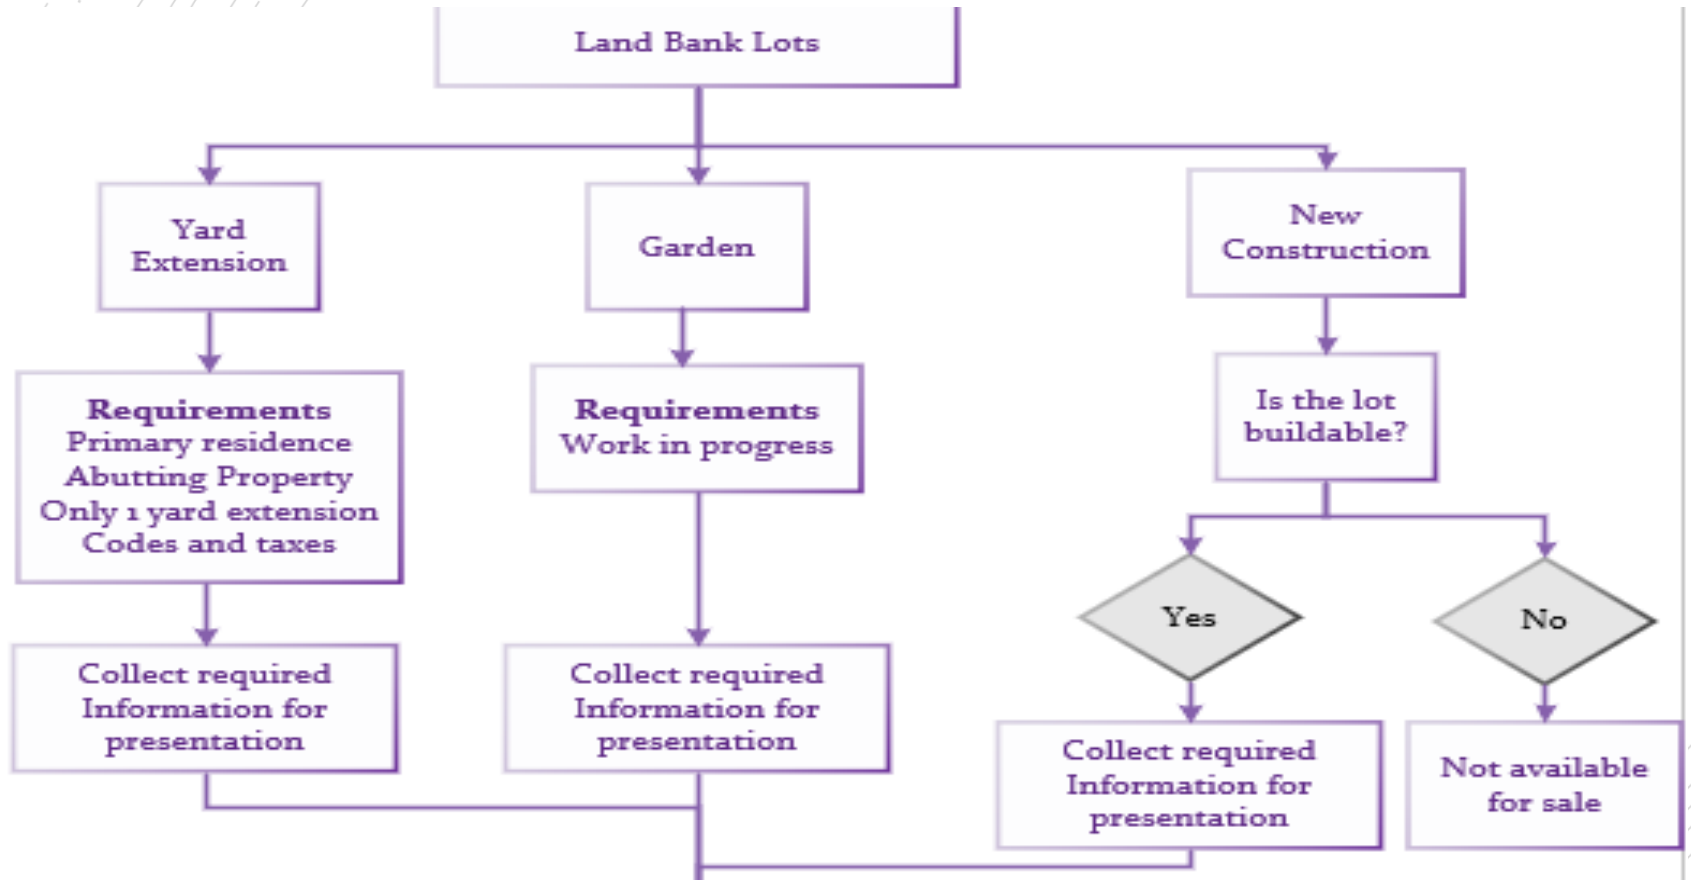 Land Bank Lots
Yard
Extension
Garden
New
Construction
Requirements
Primary residence
Abutting Property
Only 1 yard extension
Codes and taxes
Requirements
Work in progress
Is the lot
buildable?
Yes
No
Collect required
Information for
presentation
Collect required
Information for
presentation
Collect required
Information for
presentation
Not available
for sale